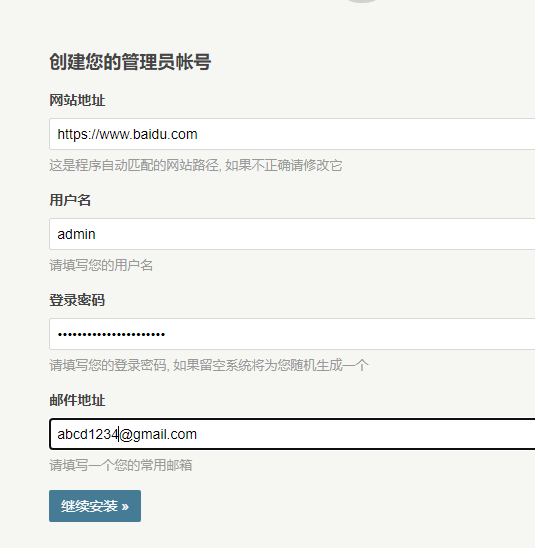 创建您的管理员帐号
网站地址
https://www.baidu.com
这是程序自动匹配的网站路径, 如果不正确请修改它
用户名
admin
请填写您的用户名
登录密码
••••••••••••••••••••••
请填写您的登录密码, 如果留空系统将为您随机生成一个
邮件地址
abcd1234@gmail.com
请填写一个您的常用邮箱
继续安装 »